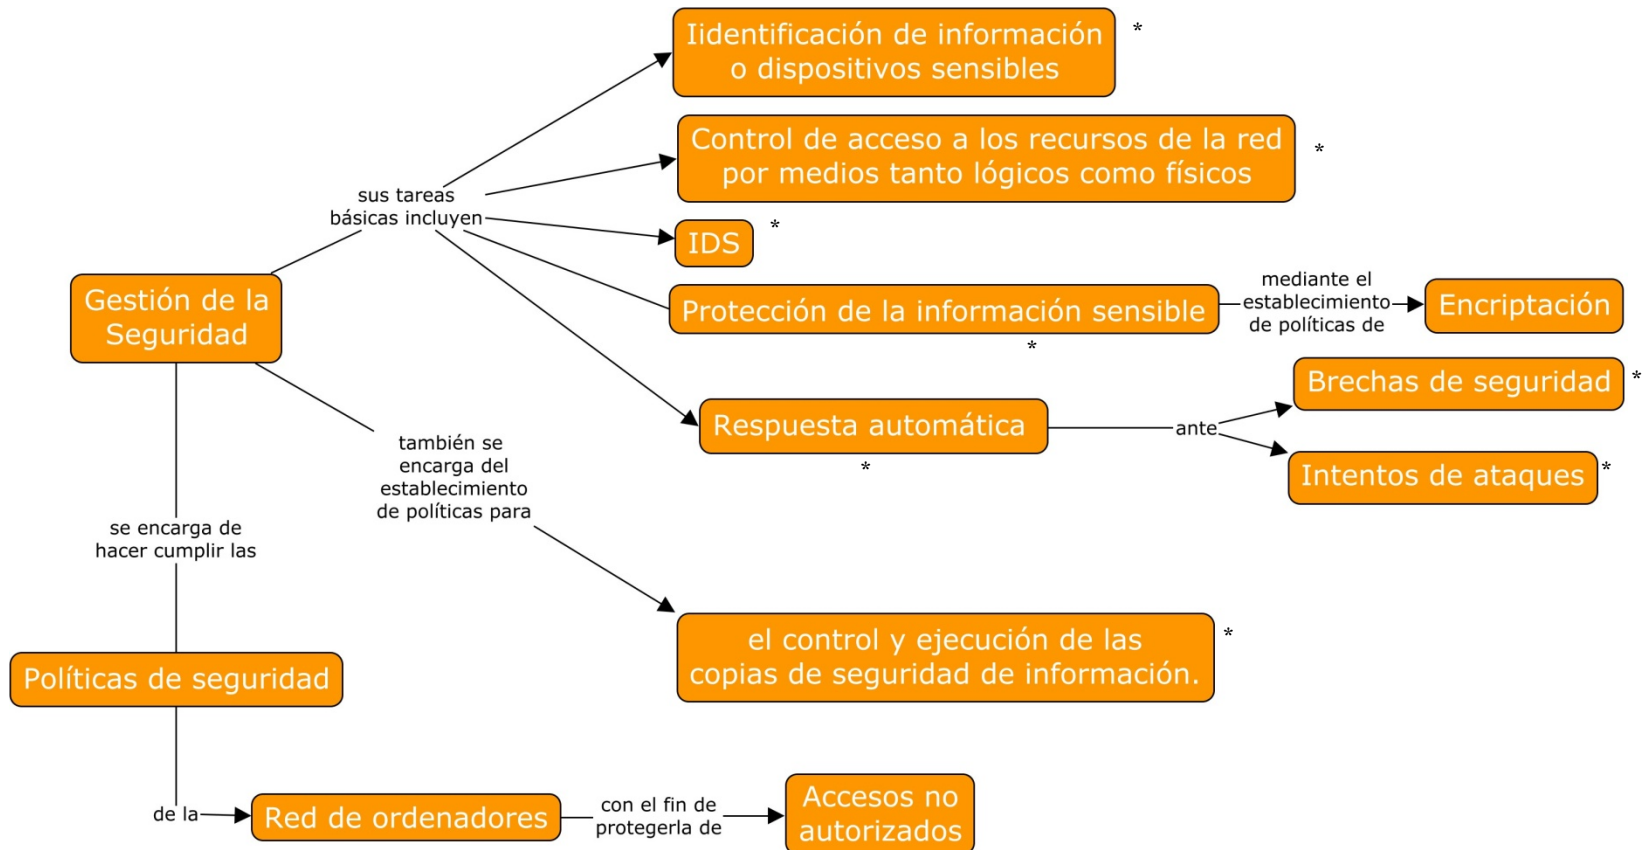 Iidentificación de información
o dispositivos sensibles
*
Control de acceso a los recursos de la red
por medios tanto lógicos como físicos
*
sus tareas
básicas incluyen
IDS
*
Gestión de la
Seguridad
Protección de la información sensible
*
mediante el
establecimiento
de políticas de
Encriptación
Respuesta automática
*
ante
Brechas de seguridad
*
Intentos de ataques
*
también se
encarga del
establecimiento
de políticas para
el control y ejecución de las
copias de seguridad de información.
*
se encarga de
hacer cumplir las
Políticas de seguridad
de la
Red de ordenadores
con el fin de
protegerla de
Accesos no
autorizados